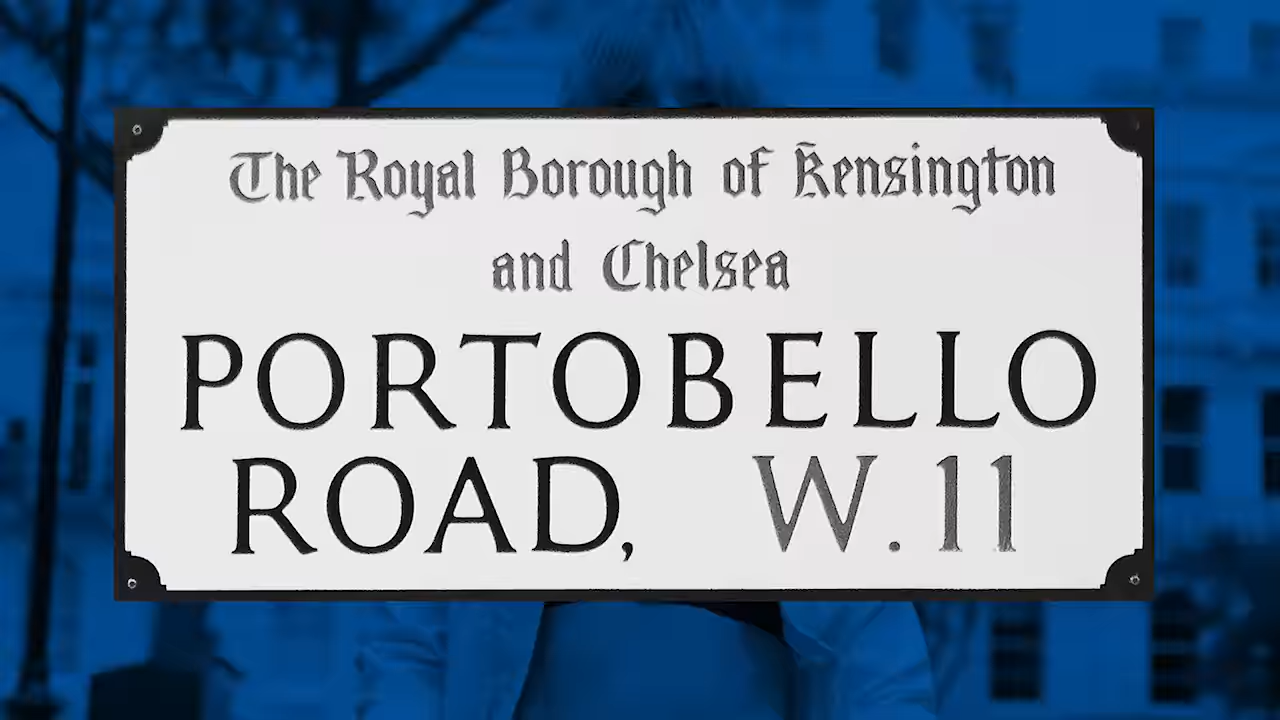 The Royal Borough of Kensington
and Chelsea
PORTOBELLO
ROAD, W.11